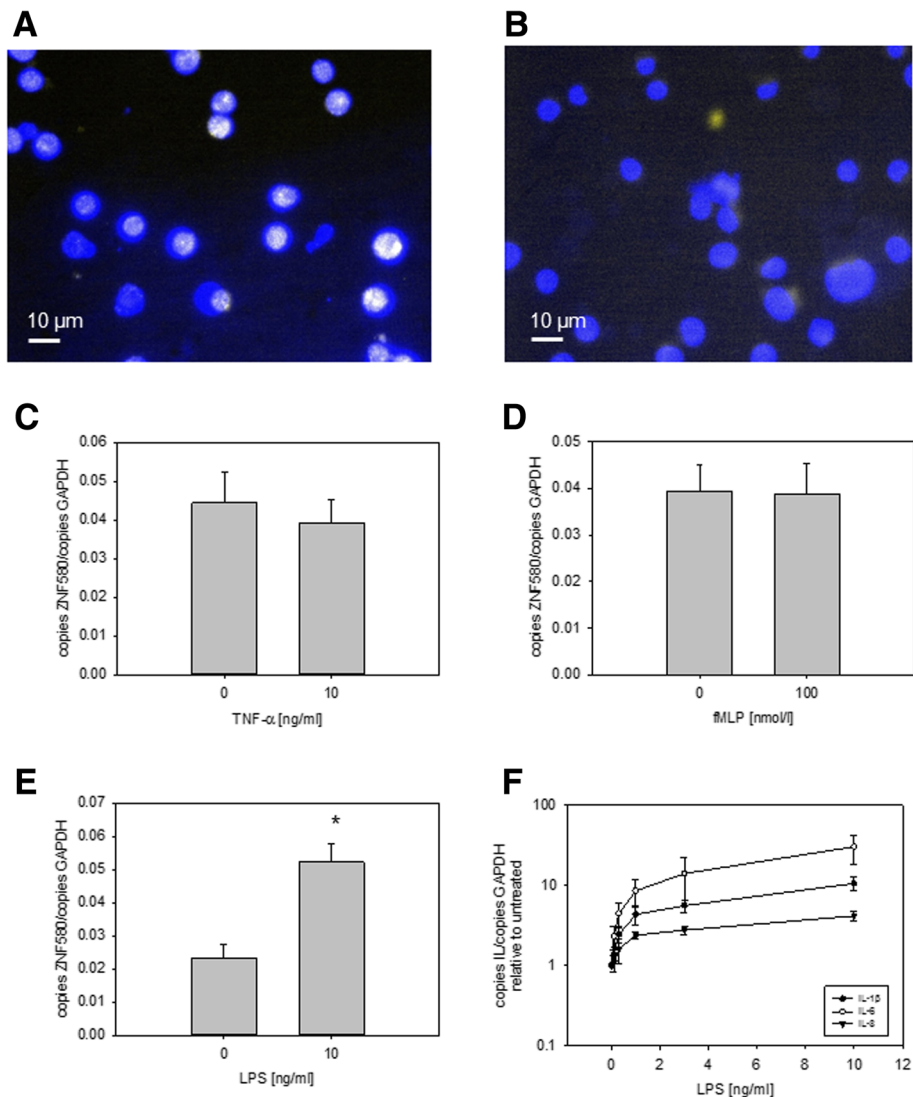 A
B
10 µm
10 µm
C
D
copies ZNF580/copies GAPDH
0.06
0.05
0.04
0.03
0.02
0.01
0.00
0
10
TNF-α [ng/ml]
copies ZNF580/copies GAPDH
0.05
0.04
0.03
0.02
0.01
0.00
0
100
fMLP [nmol/l]
E
F
copies ZNF580/copies GAPDH
0.07
0.06
0.05
0.04
0.03
0.02
0.01
0.00
*
0
10
LPS [ng/ml]
copies IL/copies GAPDH
relative to untreated
100
10
1
0.1
IL-1β
IL-6
IL-8
0
2
4
6
8
10
12
LPS [ng/ml]